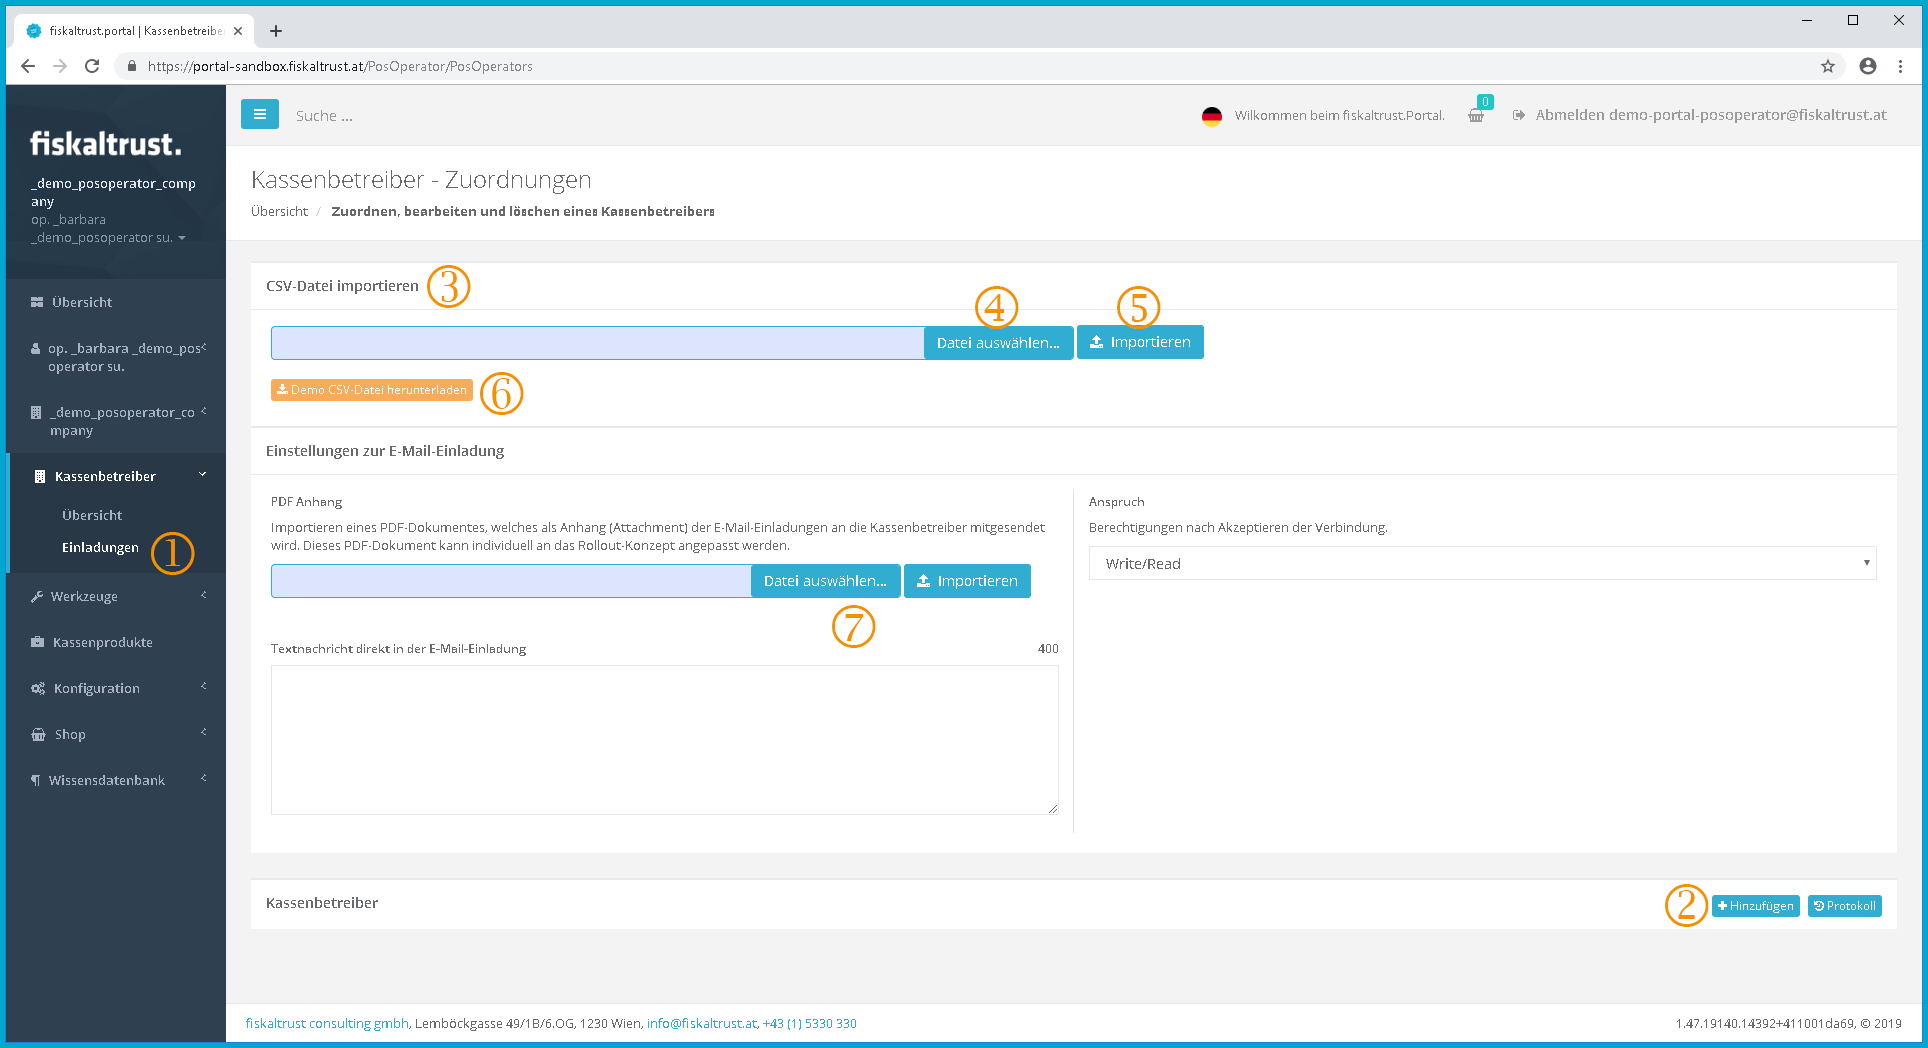 fiskaltrust.portal | Kassenbetreibe
https://portal-sandbox.fiskaltrust.at/PosOperator/PosOperators
fiskaltrust.
_demo_posoperator_comp
any
op. _barbara
_demo_posoperator su.
Übersicht
op. _barbara _demo_pos
operator su.
_demo_posoperator_co
mpany
Kassenbetreiber
Übersicht
Einladungen ①
Werkzeuge
Kassenprodukte
Konfiguration
Shop
Wissensdatenbank
Suche ...
Wilkommen beim fiskaltrust.Portal.
0
Abmelden demo-portal-posoperator@fiskaltrust.at
Kassenbetreiber - Zuordnungen
Übersicht / Zuordnen, bearbeiten und löschen eines Kassenbetreibers
CSV-Datei importieren ③
④ ⑤
Datei auswählen... Importieren
Demo CSV-Datei herunterladen ⑥
Einstellungen zur E-Mail-Einladung
PDF Anhang
Importieren eines PDF-Dokumentes, welches als Anhang (Attachment) der E-Mail-Einladungen an die Kassenbetreiber mitgesendet
wird. Dieses PDF-Dokument kann individuell an das Rollout-Konzept angepasst werden.
Datei auswählen... Importieren
⑦
Textnachricht direkt in der E-Mail-Einladung 400
Anspruch
Berechtigungen nach Akzeptieren der Verbindung.
Write/Read
Kassenbetreiber
② Hinzufügen Protokoll
fiskaltrust consulting gmbh, Lemböckgasse 49/1B/6.OG, 1230 Wien, info@fiskaltrust.at, +43 (1) 5330 330
1.47.19140.14392+411001da69, © 2019